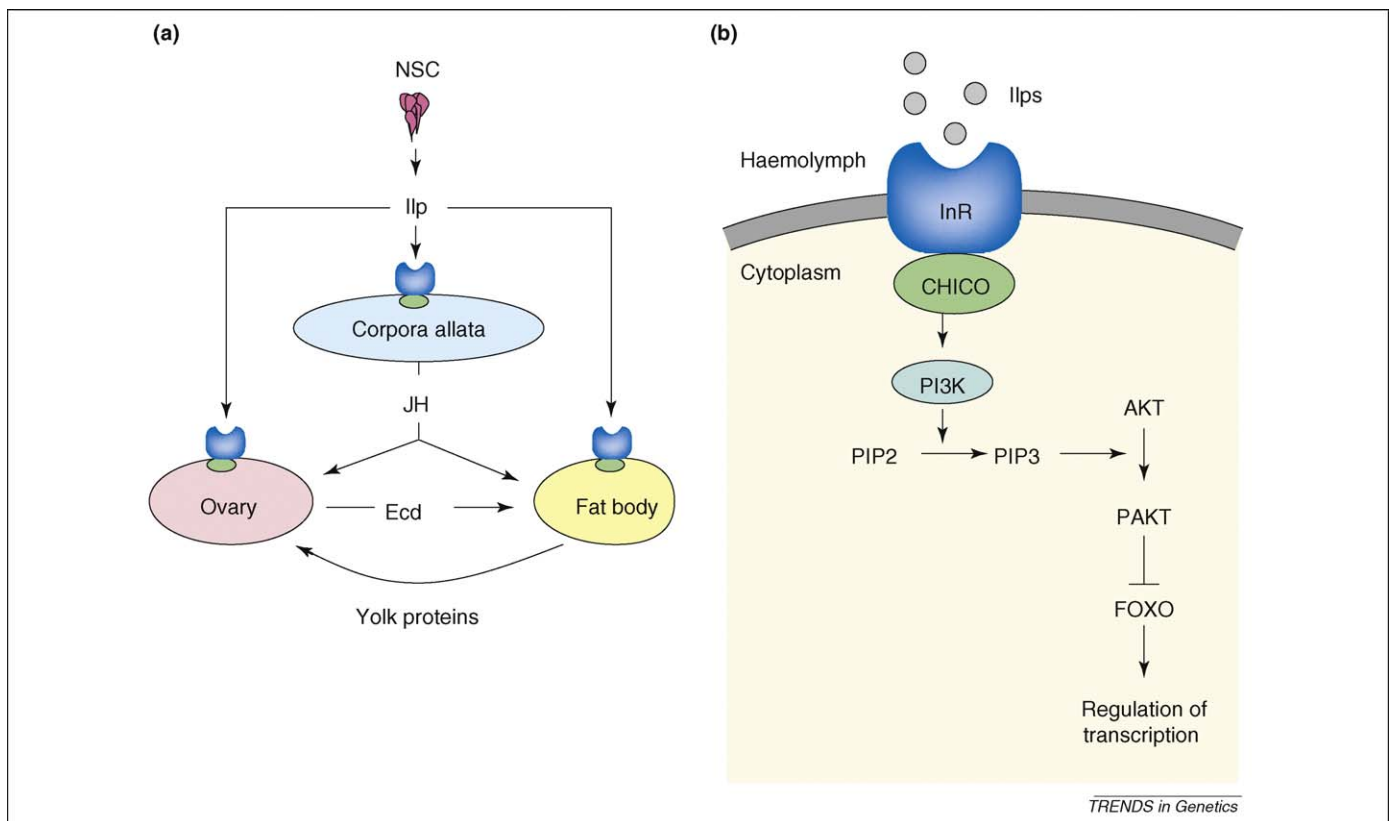 (a)
NSC
Ilp
Corpora allata
JH
Ovary
Ecd
Fat body
Yolk proteins
(b)
Ilps
Haemolymph
InR
Cytoplasm
CHICO
PI3K
AKT
PIP2
PIP3
PAKT
FOXO
Regulation of
transcription
TRENDS in Genetics